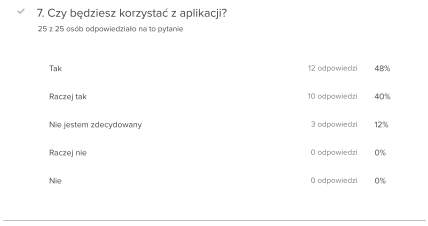 7. Czy będziesz korzystać z aplikacji?
25 z 25 osób odpowiedziało na to pytanie
Tak 12 odpowiedzi 48%
Raczej tak 10 odpowiedzi 40%
Nie jestem zdecydowany 3 odpowiedzi 12%
Raczej nie 0 odpowiedzi 0%
Nie 0 odpowiedzi 0%